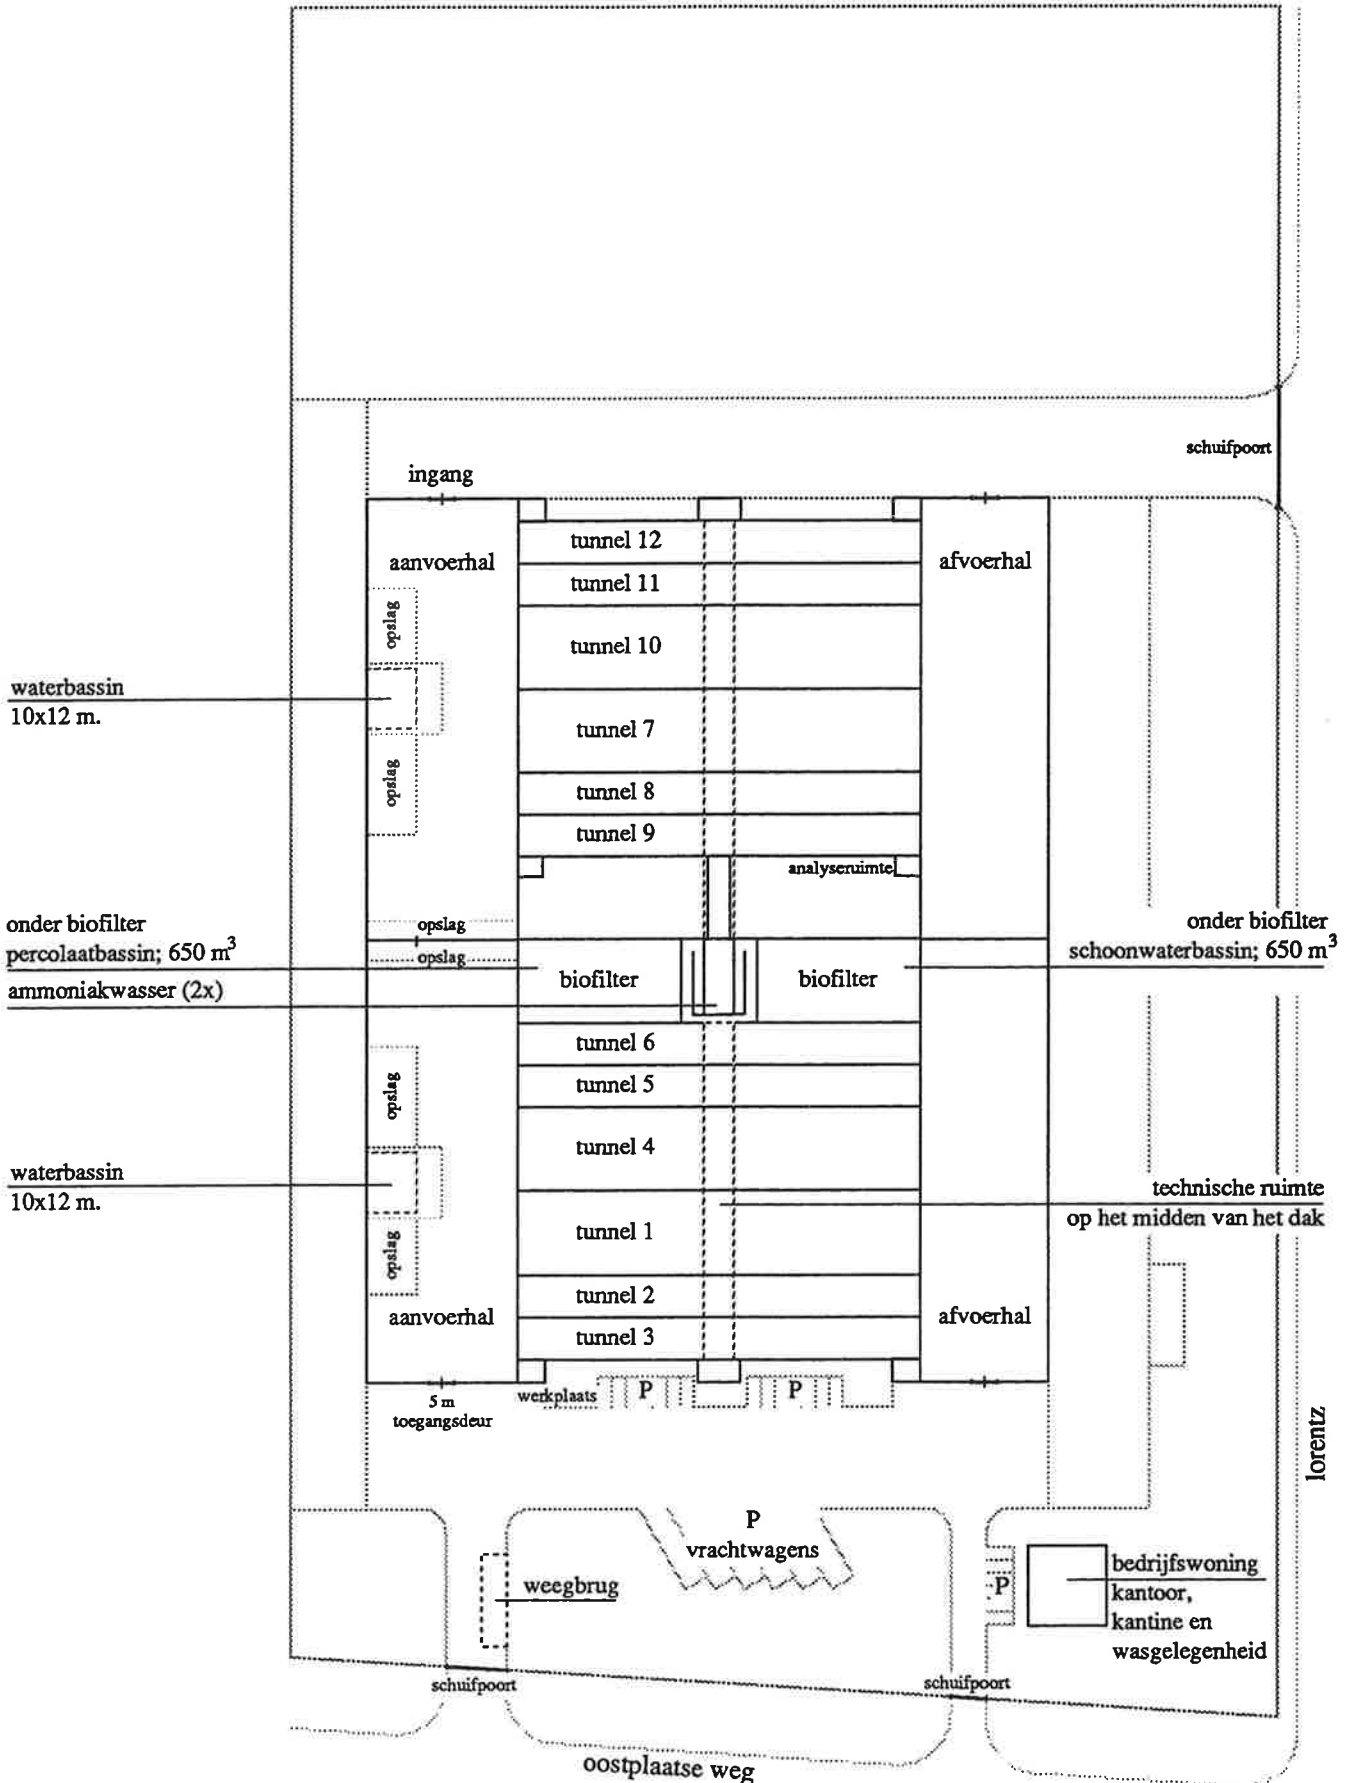 schuifpoort
ingang
aanvoerhal
tunnel 12
afvoerhal
tunnel 11
opslag
tunnel 10
waterbassin
10x12 m.
tunnel 7
opslag
tunnel 8
tunnel 9
analyseruimte
onder biofilter
percolaatbassin; 650 m³
ammoniakwasser (2x)
opslag
opslag
biofilter
biofilter
onder biofilter
schoonwaterbassin; 650 m³
tunnel 6
tunnel 5
opslag
tunnel 4
waterbassin
10x12 m.
technische ruimte
op het midden van het dak
tunnel 1
opslag
tunnel 2
aanvoerhal
afvoerhal
tunnel 3
5 m
toegangsdeur
werkplaats
P
P
lorentz
P
vrachtwagens
weegbrug
P
bedrijfswoning
kantoor,
kantine en
wasgelegenheid
schuifpoort
schuifpoort
oostplaatse weg